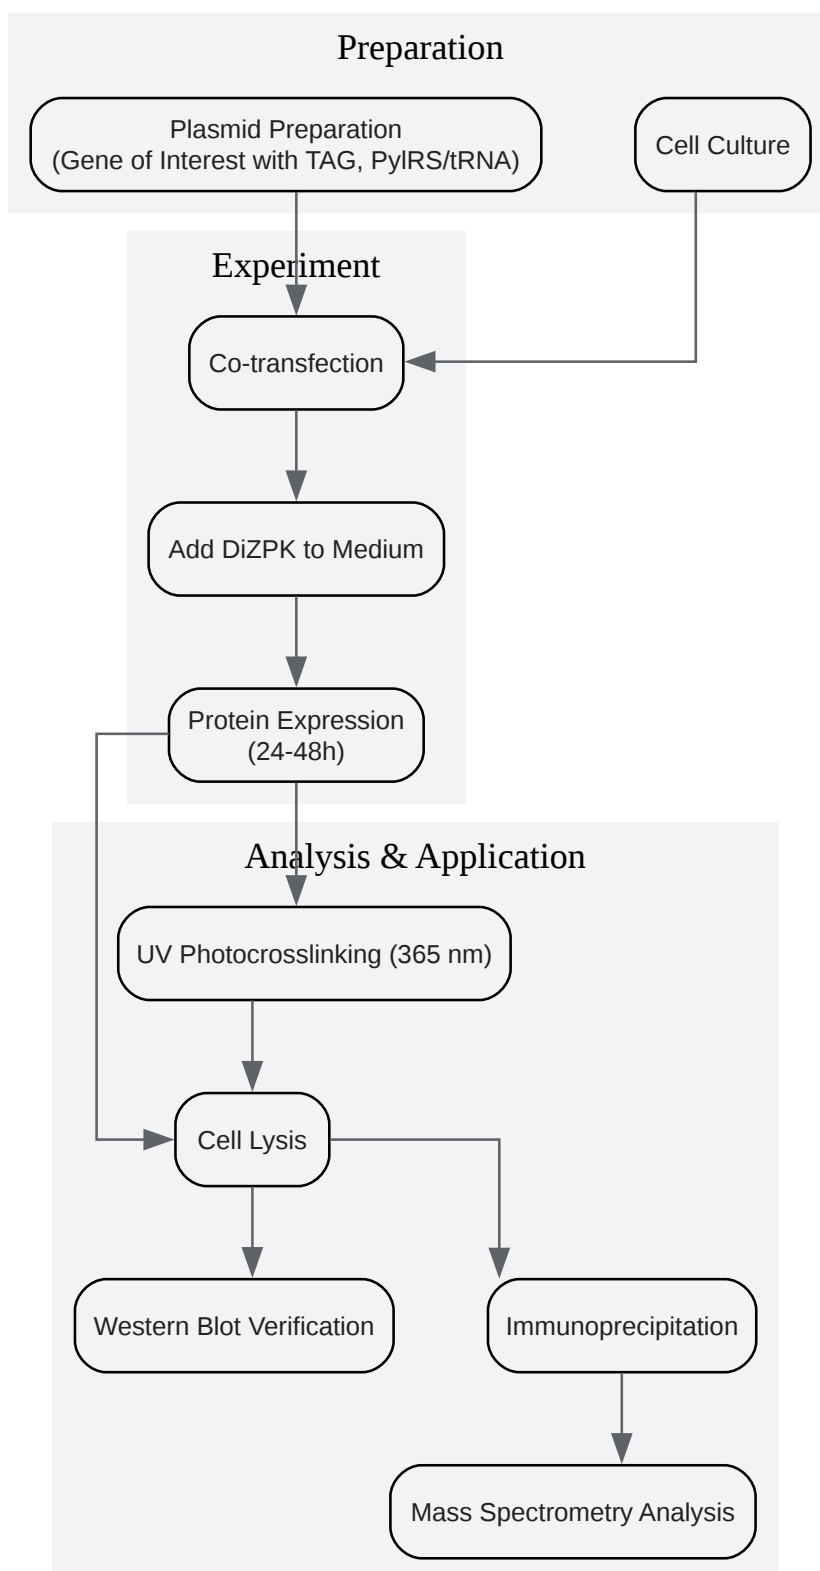 Preparation
Plasmid Preparation
(Gene of Interest with TAG, PylRS/tRNA)
Cell Culture
Experiment
Co-transfection
Add DiZPK to Medium
Protein Expression
(24-48h)
Analysis & Application
UV Photocrosslinking (365 nm)
Cell Lysis
Western Blot Verification
Immunoprecipitation
Mass Spectrometry Analysis